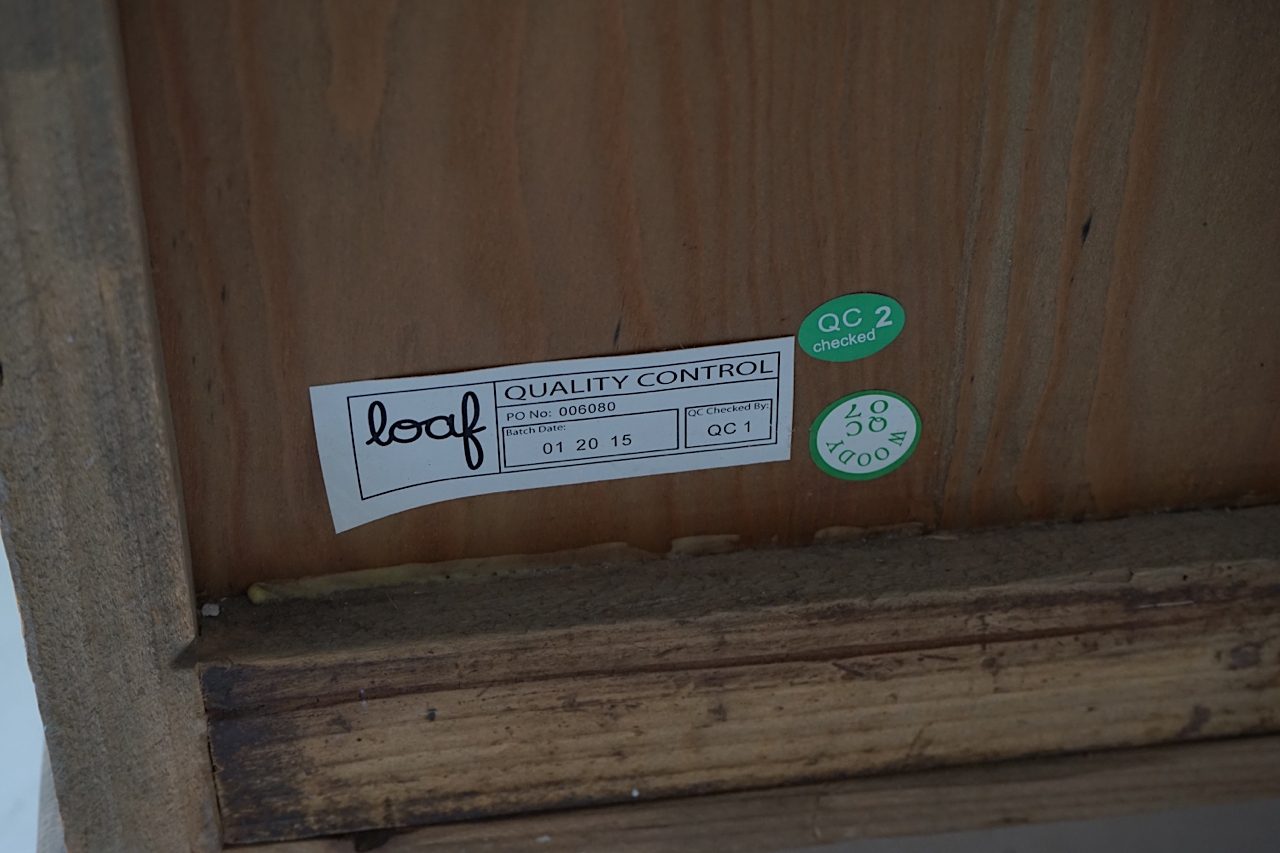 loaf
QUALITY CONTROL
PO No: 006080
Batch Date:
01 20 15
QC Checked By:
QC 1
QC 2
checked
WOODY
QC
07